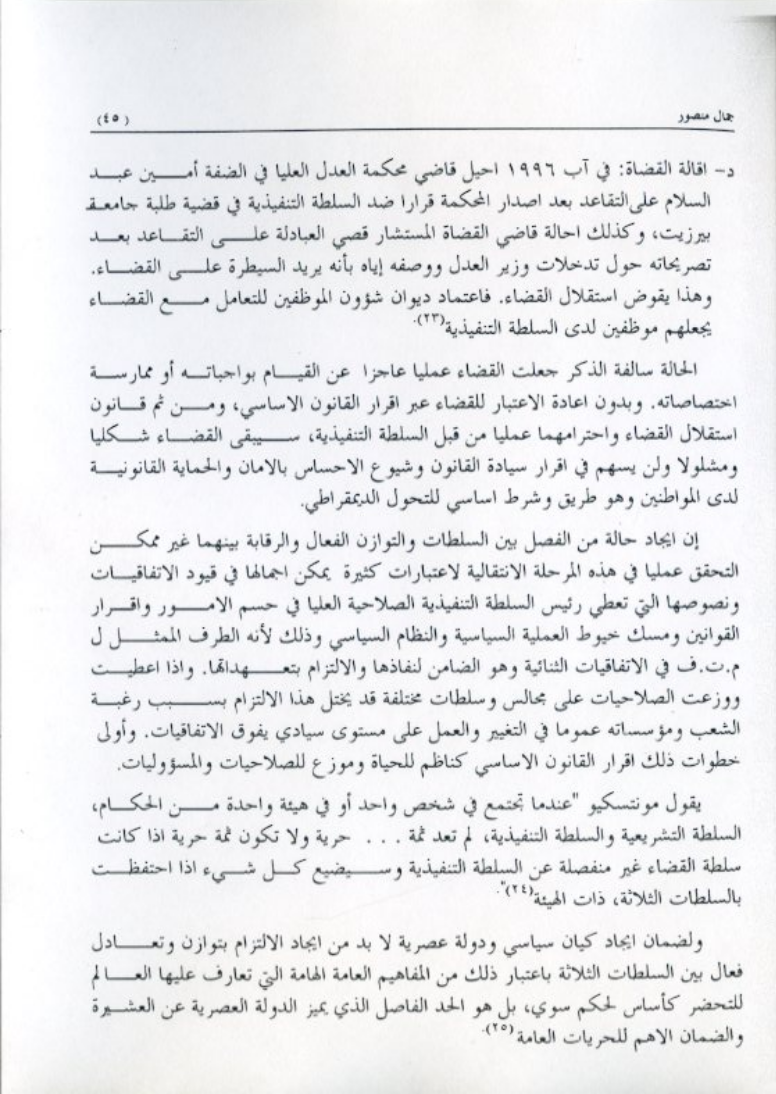 جمال منصور (٤٥)
د- اقالة القضاة: في آب ١٩٩٦ احيل قاضي محكمة العدل العليا في الضفة أمين عبد
السلام على التقاعد بعد اصدار المحكمة قرارا ضد السلطة التنفيذية في قضية طلبة جامعة
بيرزيت، وكذلك احالة قاضي القضاة المستشار قصي العبادلة على التقاعد بعد
تصريحاته حول تدخلات وزير العدل ووصفه إياه بأنه يريد السيطرة على القضاء.
وهذا يقوض استقلال القضاء. فاعتماد ديوان شؤون الموظفين للتعامل مع القضاء
يجعلهم موظفين لدى السلطة التنفيذية(٢٣).
الحالة سالفة الذكر جعلت القضاء عمليا عاجزا عن القيام بواجباته أو ممارسة
اختصاصاته. وبدون اعادة الاعتبار للقضاء عبر اقرار القانون الاساسي، ومن ثم قانون
استقلال القضاء واحترامهما عمليا من قبل السلطة التنفيذية، سيبقى القضاء شكليا
ومشلولا ولن يسهم في اقرار سيادة القانون وشيوع الاحساس بالامان والحماية القانونية
لدى المواطنين وهو طريق وشرط اساسي للتحول الديمقراطي.
إن ايجاد حالة من الفصل بين السلطات والتوازن الفعال والرقابة بينهما غير ممكن
التحقق عمليا في هذه المرحلة الانتقالية لاعتبارات كثيرة يمكن اجمالها في قيود الاتفاقيات
ونصوصها التي تعطي رئيس السلطة التنفيذية الصلاحية العليا في حسم الامور واقرار
القوانين ومسك خيوط العملية السياسية والنظام السياسي وذلك لأنه الطرف الممثل ل
م.ت.ف في الاتفاقيات الثنائية وهو الضامن لنفاذها والالتزام بتعهداتها. واذا اعطيت
ووزعت الصلاحيات على مجالس وسلطات مختلفة قد يختل هذا الالتزام بسبب رغبة
الشعب ومؤسساته عموما في التغيير والعمل على مستوى سيادي يفوق الاتفاقيات. وأولى
خطوات ذلك اقرار القانون الاساسي كناظم للحياة وموزع للصلاحيات والمسؤوليات.
يقول مونتسكيو "عندما تجتمع في شخص واحد أو في هيئة واحدة من الحكام،
السلطة التشريعية والسلطة التنفيذية، لم تعد ثمة . . . حرية ولا تكون ثمة حرية اذا كانت
سلطة القضاء غير منفصلة عن السلطة التنفيذية وسيضيع كل شيء اذا احتفظت
بالسلطات الثلاثة، ذات الهيئة(٢٤)".
ولضمان ايجاد كيان سياسي ودولة عصرية لا بد من ايجاد الالتزام بتوازن وتعادل
فعال بين السلطات الثلاثة باعتبار ذلك من المفاهيم العامة الهامة التي تعارف عليها العالم
للتحضر كأساس لحكم سوي، بل هو الحد الفاصل الذي يميز الدولة العصرية عن العشيرة
والضمان الاهم للحريات العامة(٢٥).